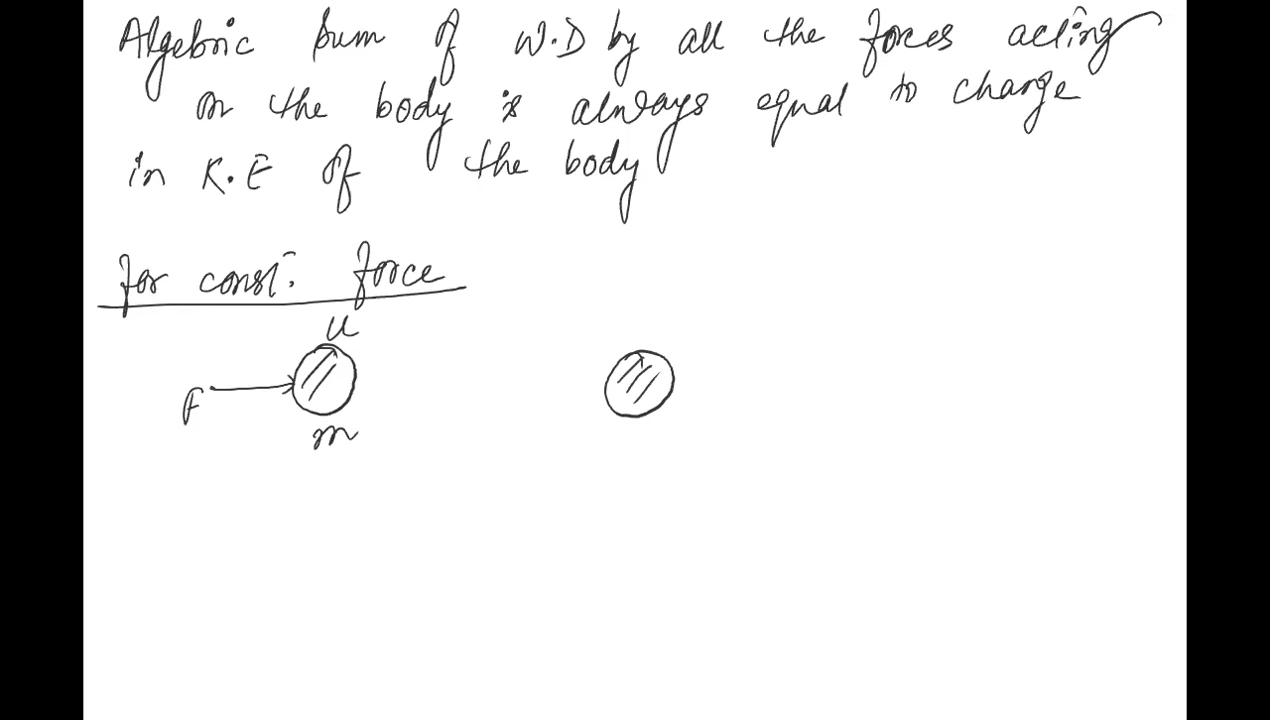 Algebric sum of W.D by all the forces acting
on the body is always equal to change
in K.E of the body
for const. force
u
F
m